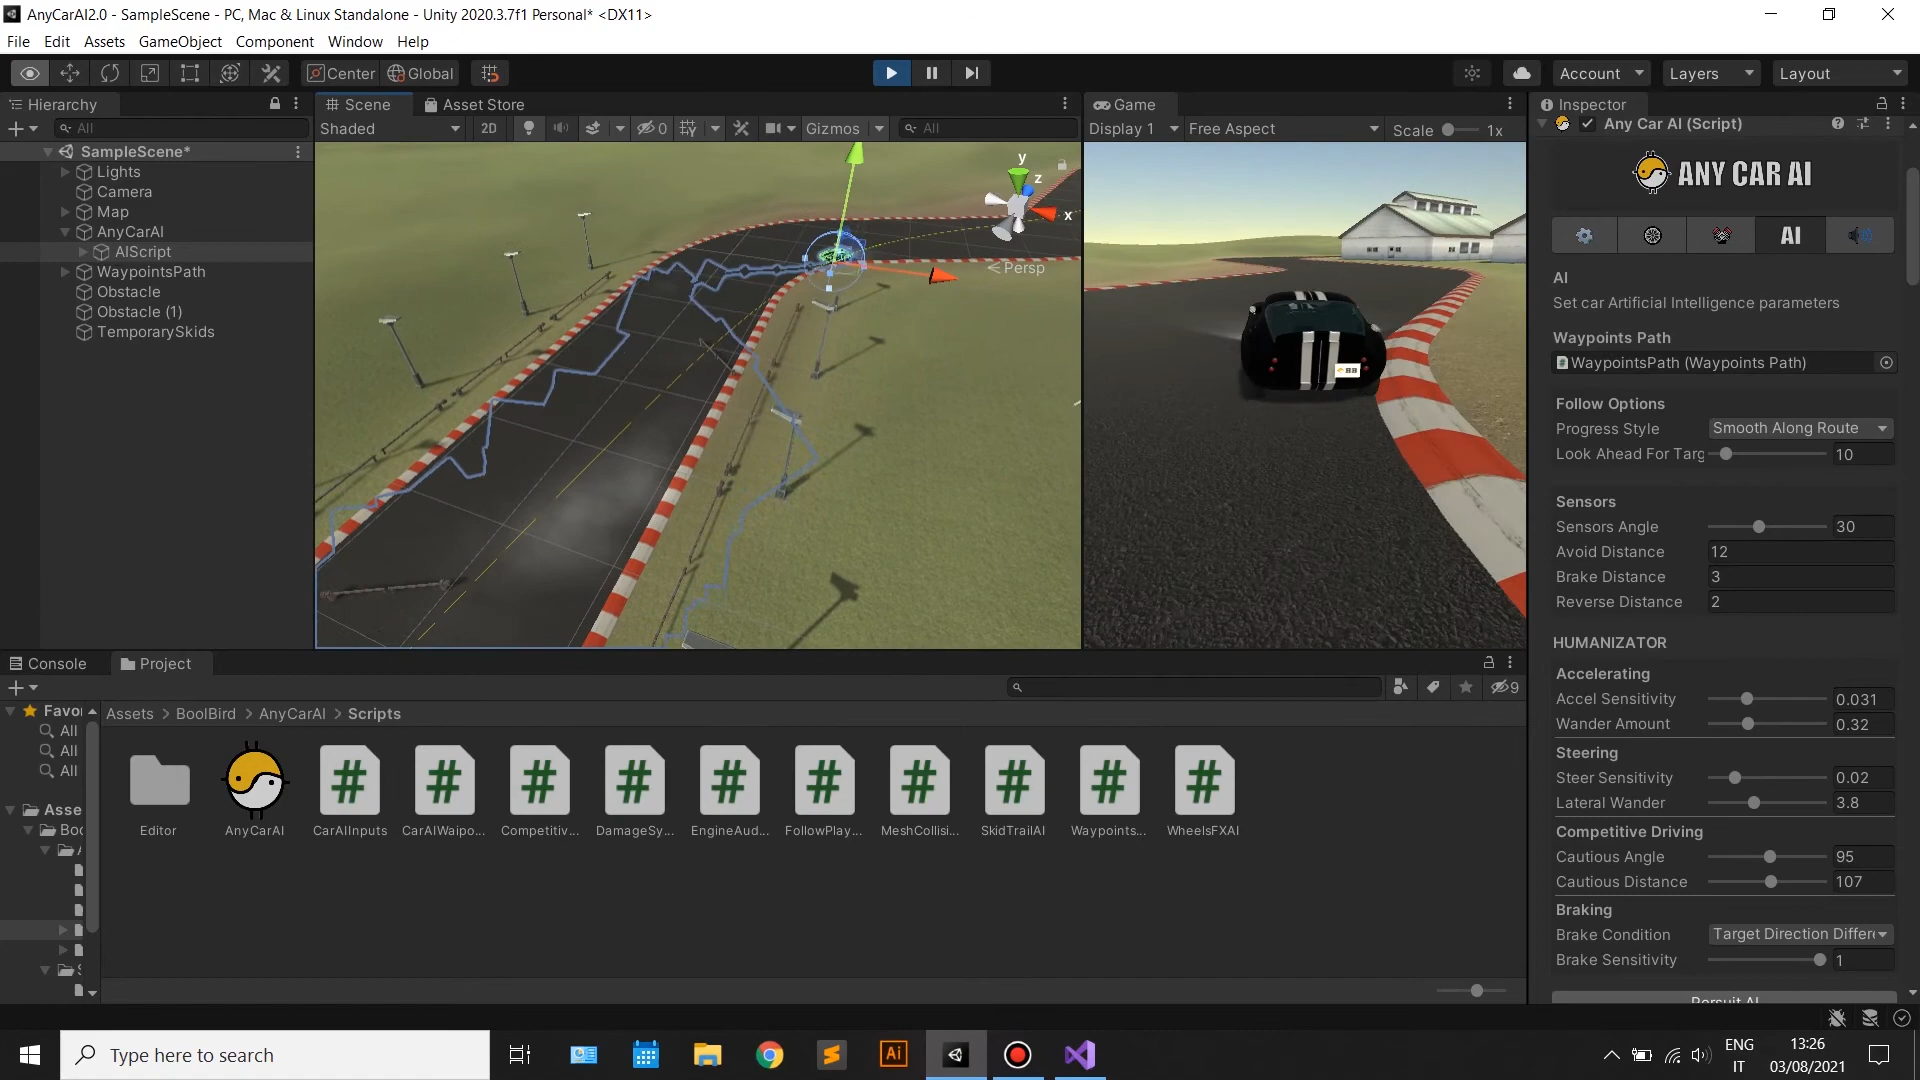 AnyCarAI2.0 - SampleScene - PC, Mac & Linux Standalone - Unity 2020.3.7f1 Personal* <DX11>
File Edit Assets GameObject Component Window Help
Center Global
Account Layers Layout
Hierarchy
Scene Asset Store
Game
Inspector
All
Shaded 2D 0 Gizmos All
Display 1 Free Aspect Scale 1x
Any Car AI (Script)
SampleScene*
Lights
Camera
Map
AnyCarAI
AIScript
WaypointsPath
Obstacle
Obstacle (1)
TemporarySkids
y
z
x
Persp
ANY CAR AI
AI
AI
Set car Artificial Intelligence parameters
Waypoints Path
WaypointsPath (Waypoints Path)
Follow Options
Progress Style Smooth Along Route
Look Ahead For Targ 10
Sensors
Sensors Angle 30
Avoid Distance 12
Brake Distance 3
Reverse Distance 2
HUMANIZATOR
Accelerating
Accel Sensitivity 0.031
Wander Amount 0.32
Steering
Steer Sensitivity 0.02
Lateral Wander 3.8
Competitive Driving
Cautious Angle 95
Cautious Distance 107
Braking
Brake Condition Target Direction Differe
Brake Sensitivity 1
Console Project
9
Favor
All
All
All
Asse
Boo
Assets > BoolBird > AnyCarAI > Scripts
Editor AnyCarAI CarAIInputs CarAIWaipo... Competitiv... DamageSy... EngineAud... FollowPlay... MeshCollisi... SkidTrailAI Waypoints... WheelsFXAI
Type here to search
Ai
ENG
IT
13:26
03/08/2021